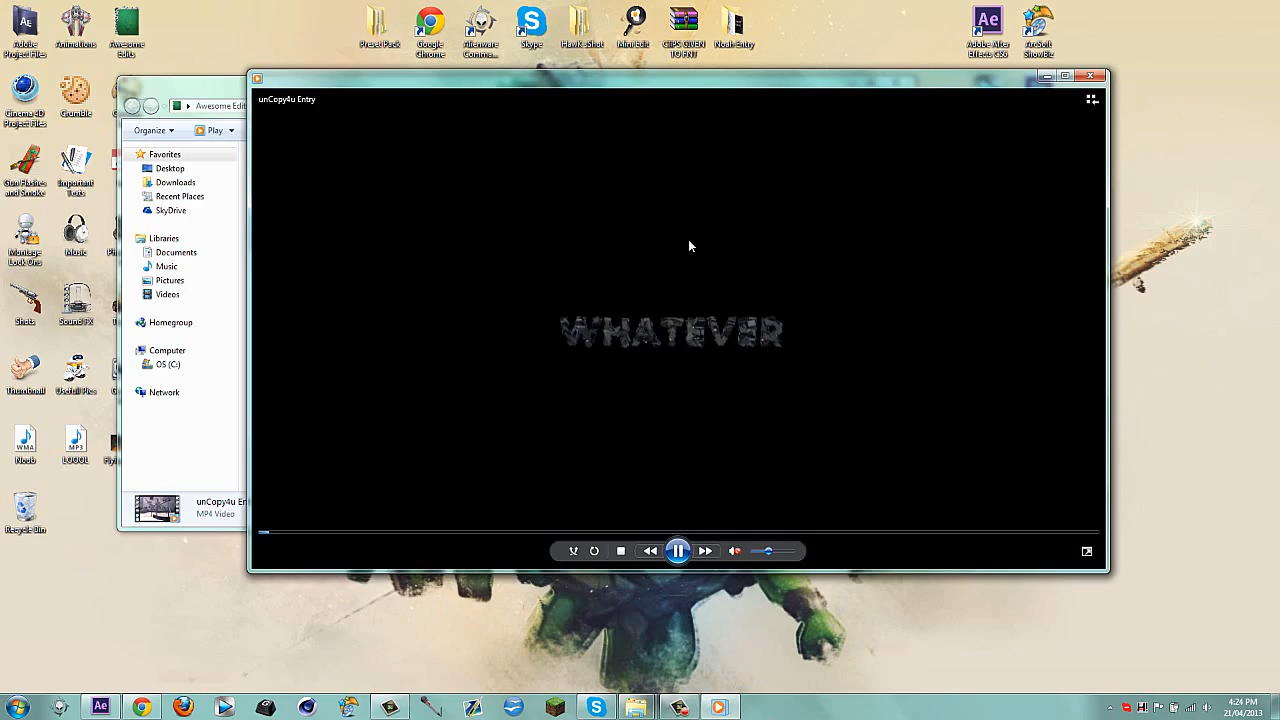 Adobe
Project Files
Animations
Awesome
Edits
Preset Pack
Google
Chrome
Alienware
Comma...
Skype
Mini Edit
CLIPS GIVEN
TO FNT
Noah Entry
Adobe After
Effects CS6
ArcSoft
ShowBiz
Cinema 4D
Project Files
Crumble
Gun Flashes
and Smoke
Important
Texts
Montage
Lock Ons
Music
Shots
Sound FX
Thumbnail
Usefull Pics
Noob
LOOOL
Recycle Bin
WMA
MP3
Awesome Edit
Organize
Play
Favorites
Desktop
Downloads
Recent Places
SkyDrive
Libraries
Documents
Music
Pictures
Videos
Homegroup
Computer
OS (C:)
Network
unCopy4u En
MP4 Video
unCopy4u Entry
WHATEVER
4:24 PM
21/04/2013